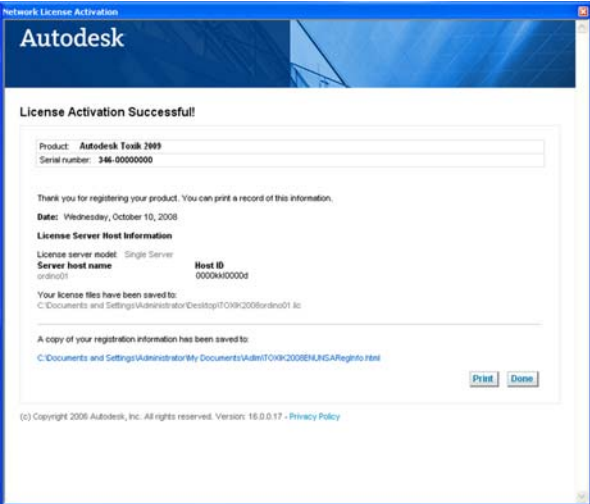 Network License Activation
Autodesk
License Activation Successful!
Product: Autodesk Toxik 2009
Serial number: 346-00000000
Thank you for registering your product. You can print a record of this information.
Date: Wednesday, October 10, 2008
License Server Host Information
License server model: Single Server
Server host name Host ID
ordino01 0000kkl0000d
Your license files have been saved to:
C:\Documents and Settings\Administrator\Desktop\TOXIK2008ordino01.lic
A copy of your registration information has been saved to:
C:\Documents and Settings\Administrator\My Documents\Adlm\TOXIK2008ENUNSARegInfo.html
Print Done
(c) Copyright 2006 Autodesk, Inc. All rights reserved. Version: 16.0.0.17 - Privacy Policy